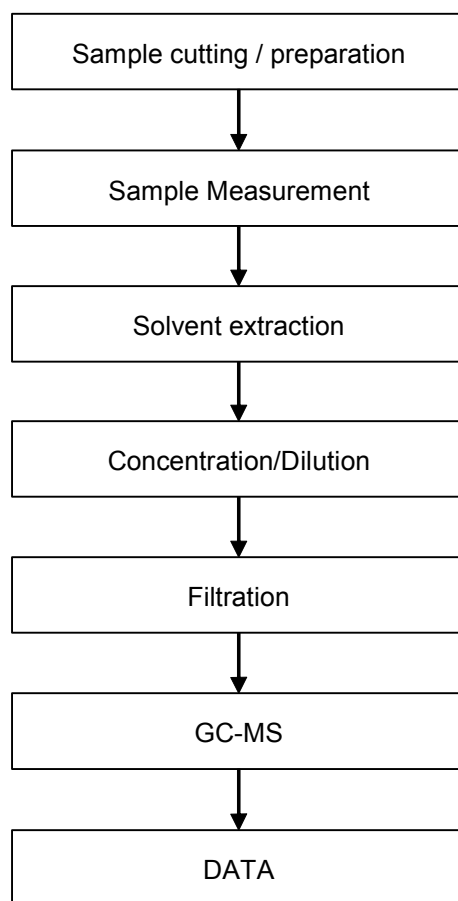 Sample cutting / preparation
Sample Measurement
Solvent extraction
Concentration/Dilution
Filtration
GC-MS
DATA